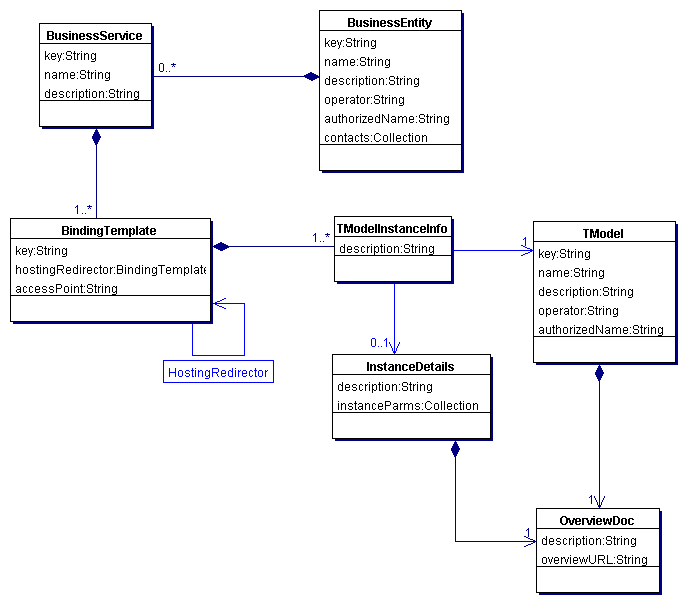 BusinessEntity
key:String
name:String
description:String
operator:String
authorizedName:String
contacts:Collection
BusinessService
key:String
name:String
description:String
0..*
1..*
BindingTemplate
key:String
hostingRedirector:BindingTemplate
accessPoint:String
HostingRedirector
1..*
TModelInstanceInfo
description:String
1
TModel
key:String
name:String
description:String
operator:String
authorizedName:String
0..1
InstanceDetails
description:String
instanceParms:Collection
1
1
OverviewDoc
description:String
overviewURL:String